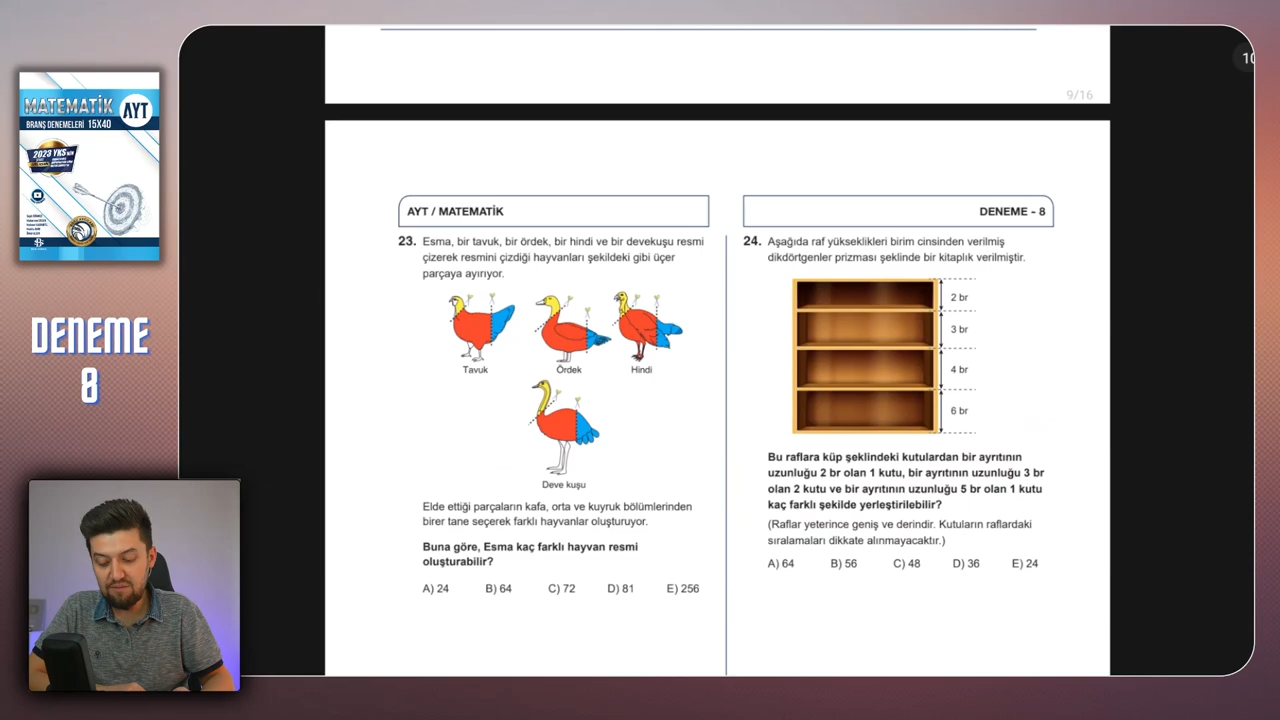 10
MATEMATİK AYT
BRANŞ DENEMELERİ 15X40
2023 YKS'NİN
DENEME
8
9/16
AYT / MATEMATİK
23. Esma, bir tavuk, bir ördek, bir hindi ve bir devekuşu resmi
çizerek resmini çizdiği hayvanları şekildeki gibi üçer
parçaya ayırıyor.
Tavuk
Ördek
Hindi
Deve kuşu
Elde ettiği parçaların kafa, orta ve kuyruk bölümlerinden
birer tane seçerek farklı hayvanlar oluşturuyor.
Buna göre, Esma kaç farklı hayvan resmi
oluşturabilir?
A) 24 B) 64 C) 72 D) 81 E) 256
DENEME - 8
24. Aşağıda raf yükseklikleri birim cinsinden verilmiş
dikdörtgenler prizması şeklinde bir kitaplık verilmiştir.
2 br
3 br
4 br
6 br
Bu raflara küp şeklindeki kutulardan bir ayrıtının
uzunluğu 2 br olan 1 kutu, bir ayrıtının uzunluğu 3 br
olan 2 kutu ve bir ayrıtının uzunluğu 5 br olan 1 kutu
kaç farklı şekilde yerleştirilebilir?
(Raflar yeterince geniş ve derindir. Kutuların raflardaki
sıralamaları dikkate alınmayacaktır.)
A) 64 B) 56 C) 48 D) 36 E) 24